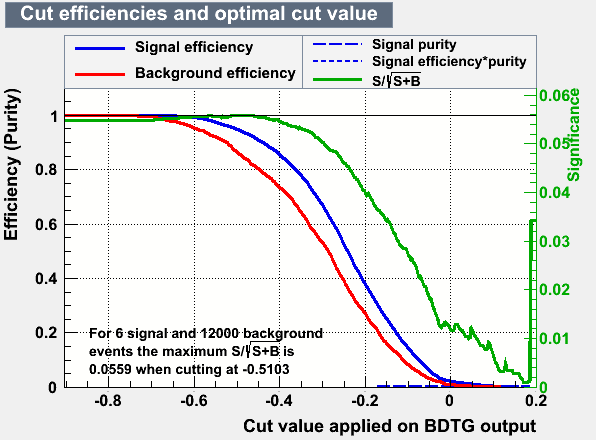 Cut efficiencies and optimal cut value
Signal efficiency
Background efficiency
Signal purity
Signal efficiency*purity
S/√S+B
Efficiency (Purity)
1
0.8
0.6
0.4
0.2
0
0.06
0.05
0.04
0.03
0.02
0.01
0
Significance
For 6 signal and 12000 background
events the maximum S/√S+B is
0.0559 when cutting at -0.5103
-0.8 -0.6 -0.4 -0.2 0 0.2
Cut value applied on BDTG output